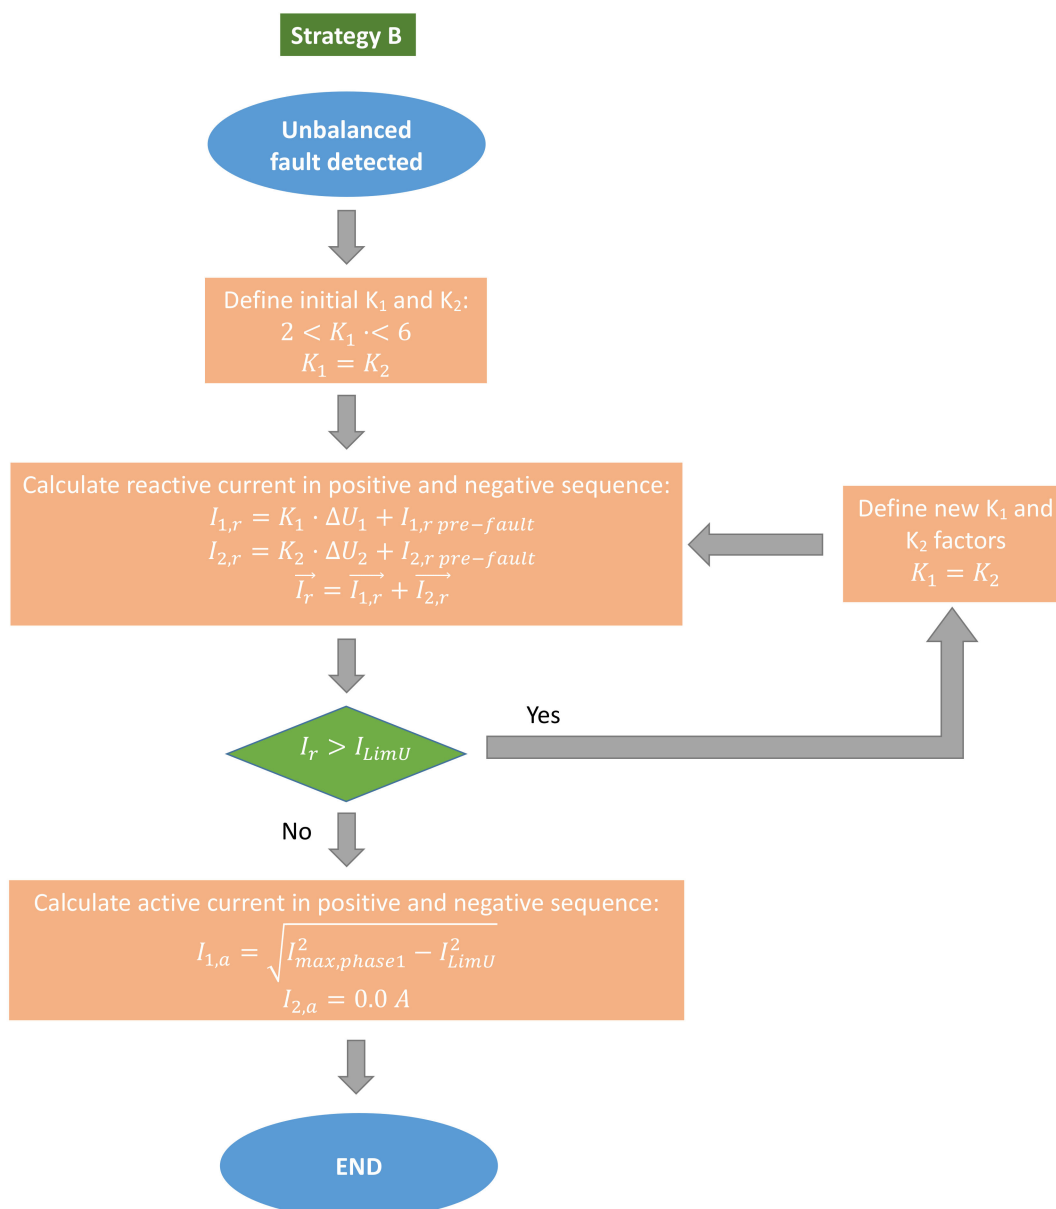 Strategy B
Unbalanced
fault detected
Define initial K₁ and K₂:
2 < K₁ ·< 6
K₁ = K₂
Calculate reactive current in positive and negative sequence:
I₁,ᵣ = K₁ · ΔU₁ + I₁,ᵣ pre−fault
I₂,ᵣ = K₂ · ΔU₂ + I₂,ᵣ pre−fault
I⃗ᵣ = I⃗₁,ᵣ + I⃗₂,ᵣ
Define new K₁ and
K₂ factors
K₁ = K₂
Yes
Iᵣ > I_LimU
No
Calculate active current in positive and negative sequence:
I₁,ₐ = √(I²_max,phase1 − I²_LimU)
I₂,ₐ = 0.0 A
END